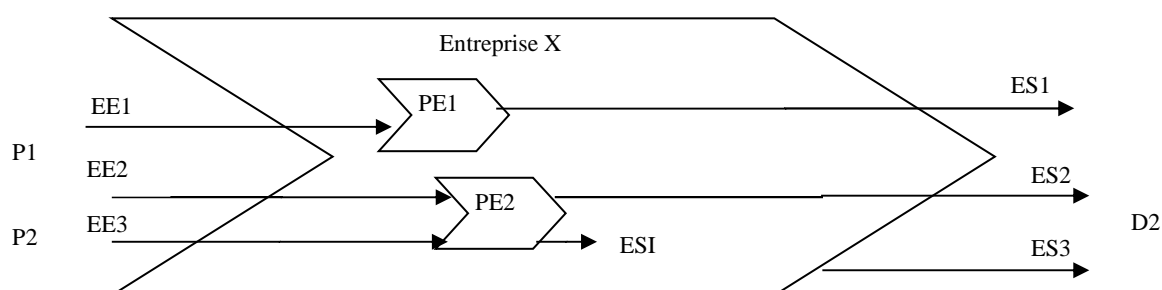 Entreprise X
ES1
PE1
EE1
P1
EE2
ES2
PE2
P2
EE3
D2
ESI
ES3